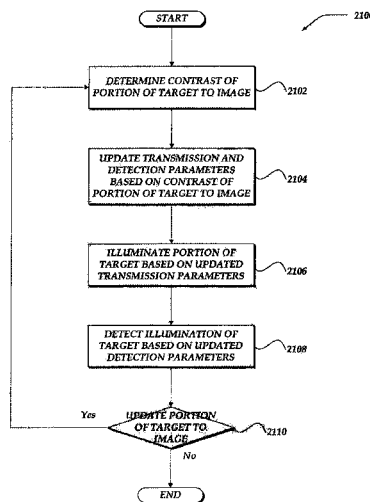 START
2100
DETERMINE CONTRAST OF
PORTION OF TARGET TO IMAGE
2102
UPDATE TRANSMISSION AND
DETECTION PARAMETERS
BASED ON CONTRAST OF
PORTION OF TARGET TO IMAGE
2104
ILLUMINATE PORTION OF
TARGET BASED ON UPDATED
TRANSMISSION PARAMETERS
2106
DETECT ILLUMINATION OF
TARGET BASED ON UPDATED
DETECTION PARAMETERS
2108
Yes
UPDATE PORTION
OF TARGET TO
IMAGE
2110
No
END